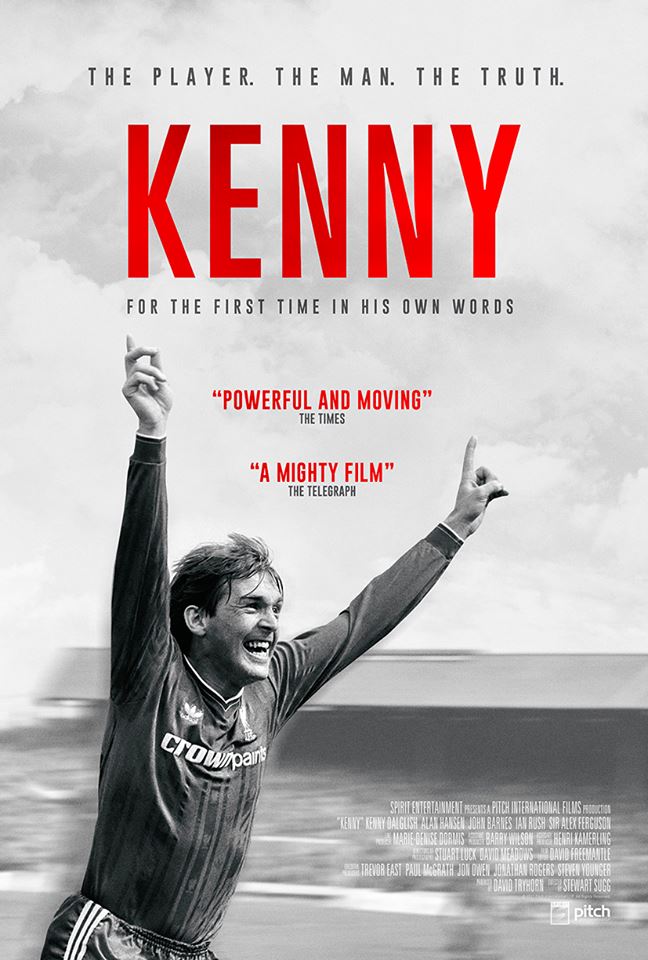 THE PLAYER. THE MAN. THE TRUTH.
KENNY
FOR THE FIRST TIME IN HIS OWN WORDS
“POWERFUL AND MOVING”
THE TIMES
“A MIGHTY FILM”
THE TELEGRAPH
crown paints
SPIRIT ENTERTAINMENT PRESENTS A PITCH INTERNATIONAL FILMS PRODUCTION
"KENNY" KENNY DALGLISH ALAN HANSEN JOHN BARNES IAN RUSH SIR ALEX FERGUSON
MARIE-DENISE DORMIS BARRY WILSON HENRI KAMERLING
STUART LUCK DAVID MEADOWS DAVID FREEMANTLE
TREVOR EAST PAUL McGRATH JON OWEN JONATHAN ROGERS STEVEN YOUNGER
DAVID TRYHORN STEWART SUGG
pitch